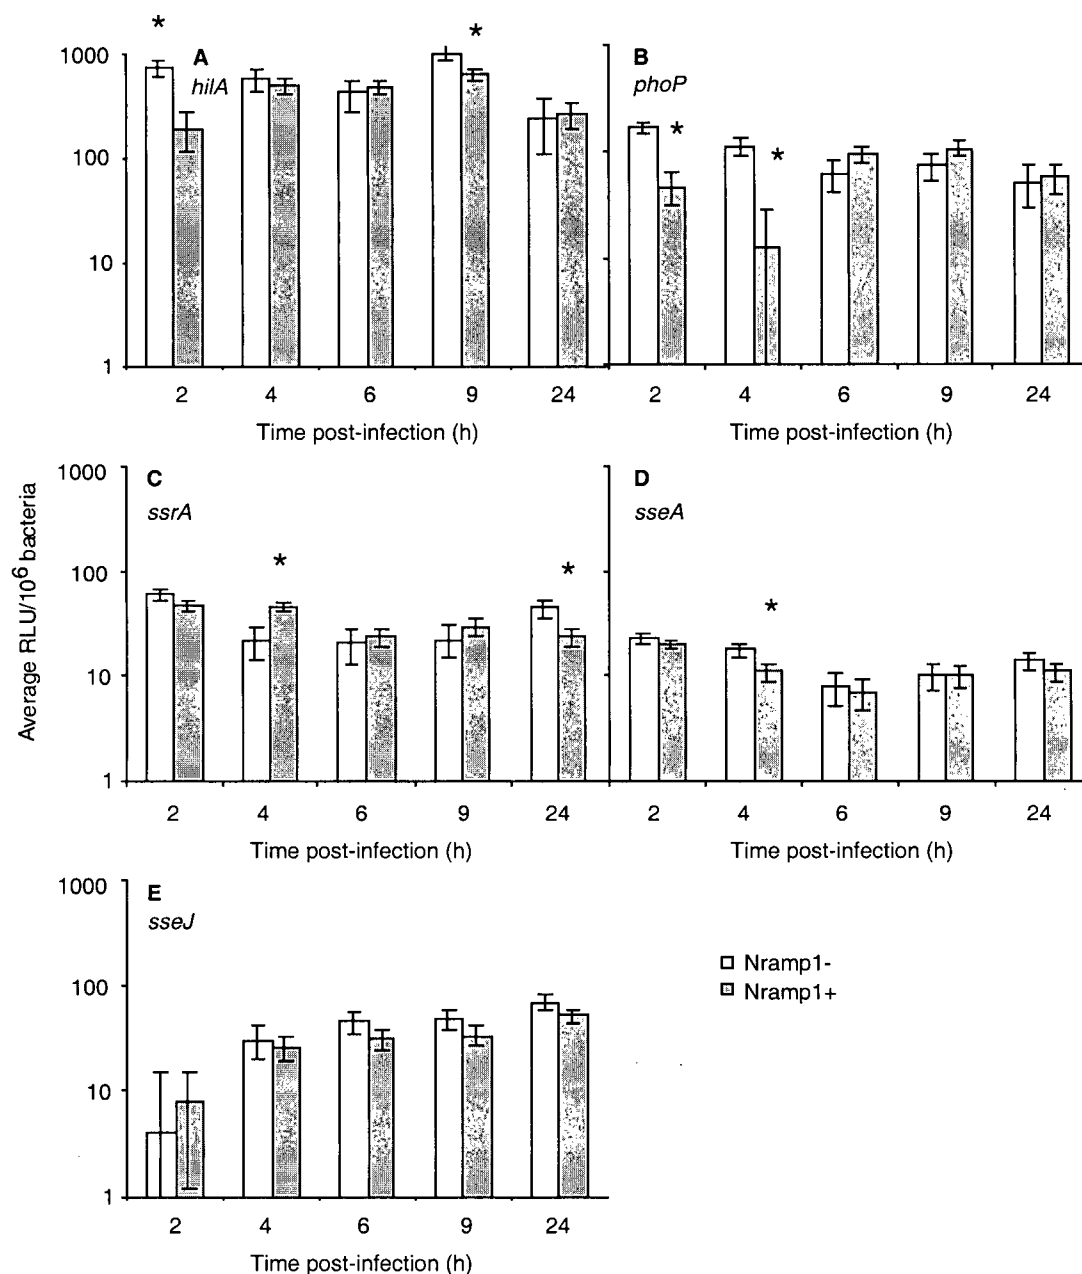 *
*
1000
A
B
hilA
phoP
*
*
100
10
1
2
4
6
9
24
2
4
6
9
24
Time post-infection (h)
Time post-infection (h)
Average RLU/10⁶ bacteria
1000
C
D
ssrA
sseA
*
*
100
*
10
1
2
4
6
9
24
2
4
6
9
24
Time post-infection (h)
Time post-infection (h)
1000
E
sseJ
Nramp1-
Nramp1+
100
10
1
2
4
6
9
24
Time post-infection (h)